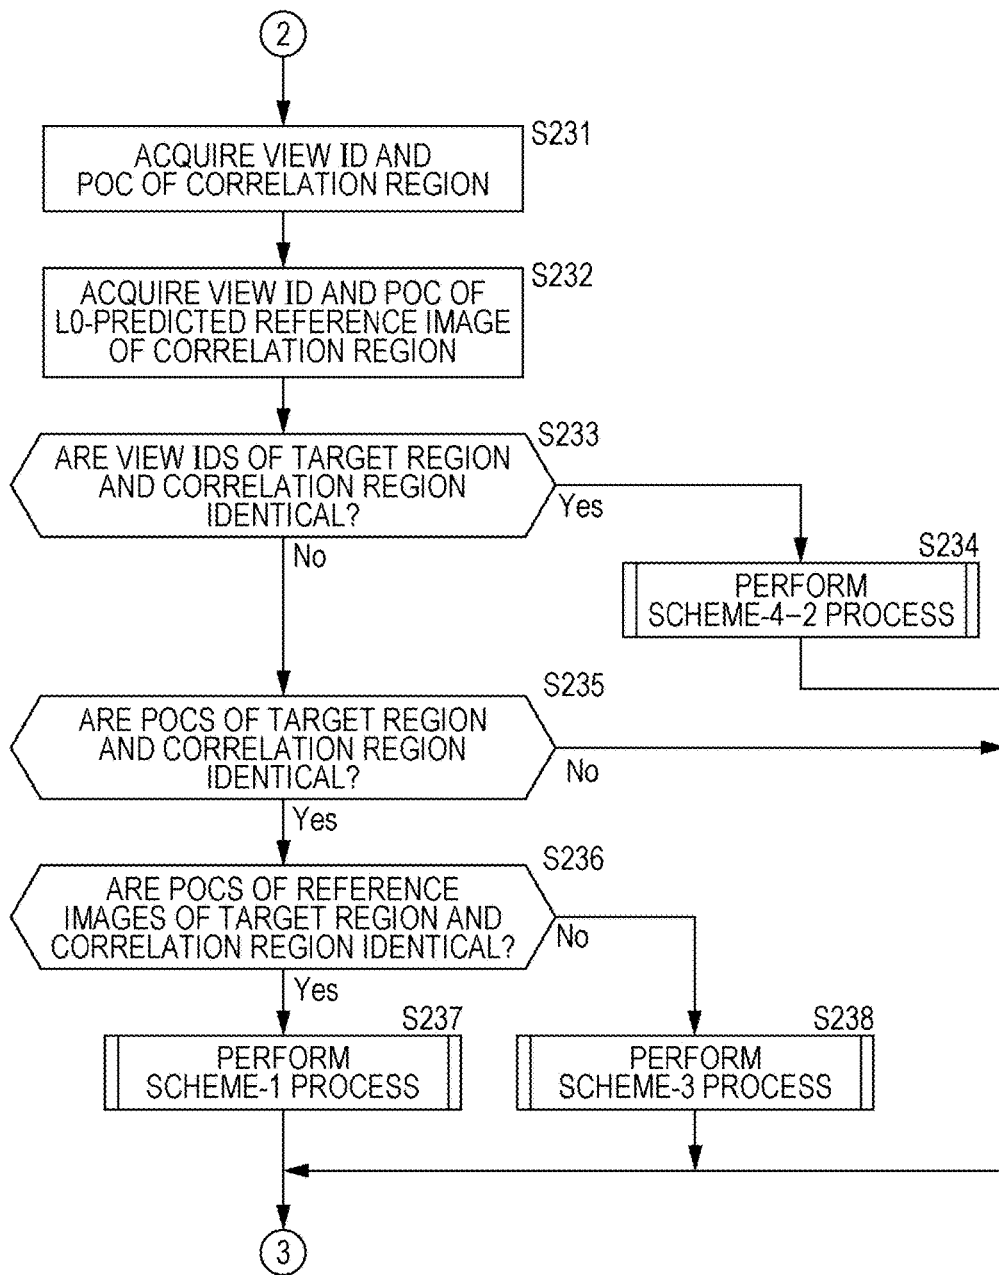 2
S231
ACQUIRE VIEW ID AND
POC OF CORRELATION REGION
S232
ACQUIRE VIEW ID AND POC OF
L0-PREDICTED REFERENCE IMAGE
OF CORRELATION REGION
S233
ARE VIEW IDS OF TARGET REGION
AND CORRELATION REGION
IDENTICAL?
Yes
No
S234
PERFORM
SCHEME-4–2 PROCESS
S235
ARE POCS OF TARGET REGION
AND CORRELATION REGION
IDENTICAL?
No
Yes
S236
ARE POCS OF REFERENCE
IMAGES OF TARGET REGION AND
CORRELATION REGION IDENTICAL?
No
Yes
S237
PERFORM
SCHEME-1 PROCESS
S238
PERFORM
SCHEME-3 PROCESS
3